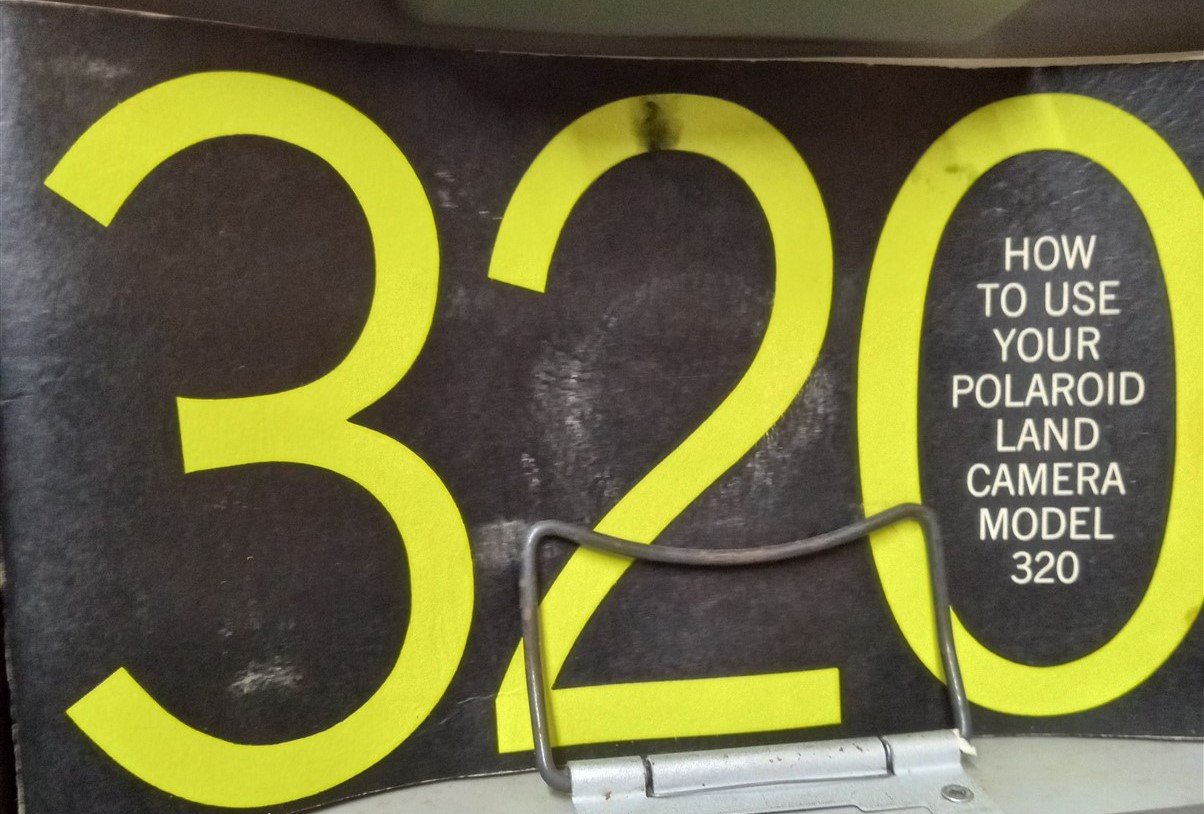 320
HOW
TO USE
YOUR
POLAROID
LAND
CAMERA
MODEL
320